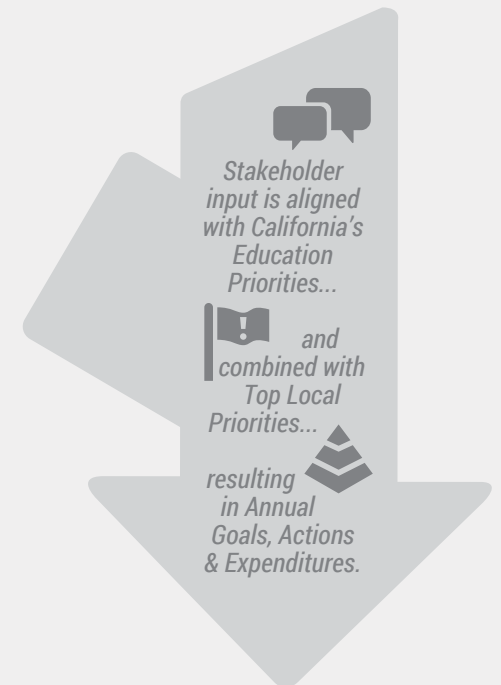 Stakeholder
input is aligned
with California's
Education
Priorities...
!
and
combined with
Top Local
Priorities...
resulting
in Annual
Goals, Actions
& Expenditures.